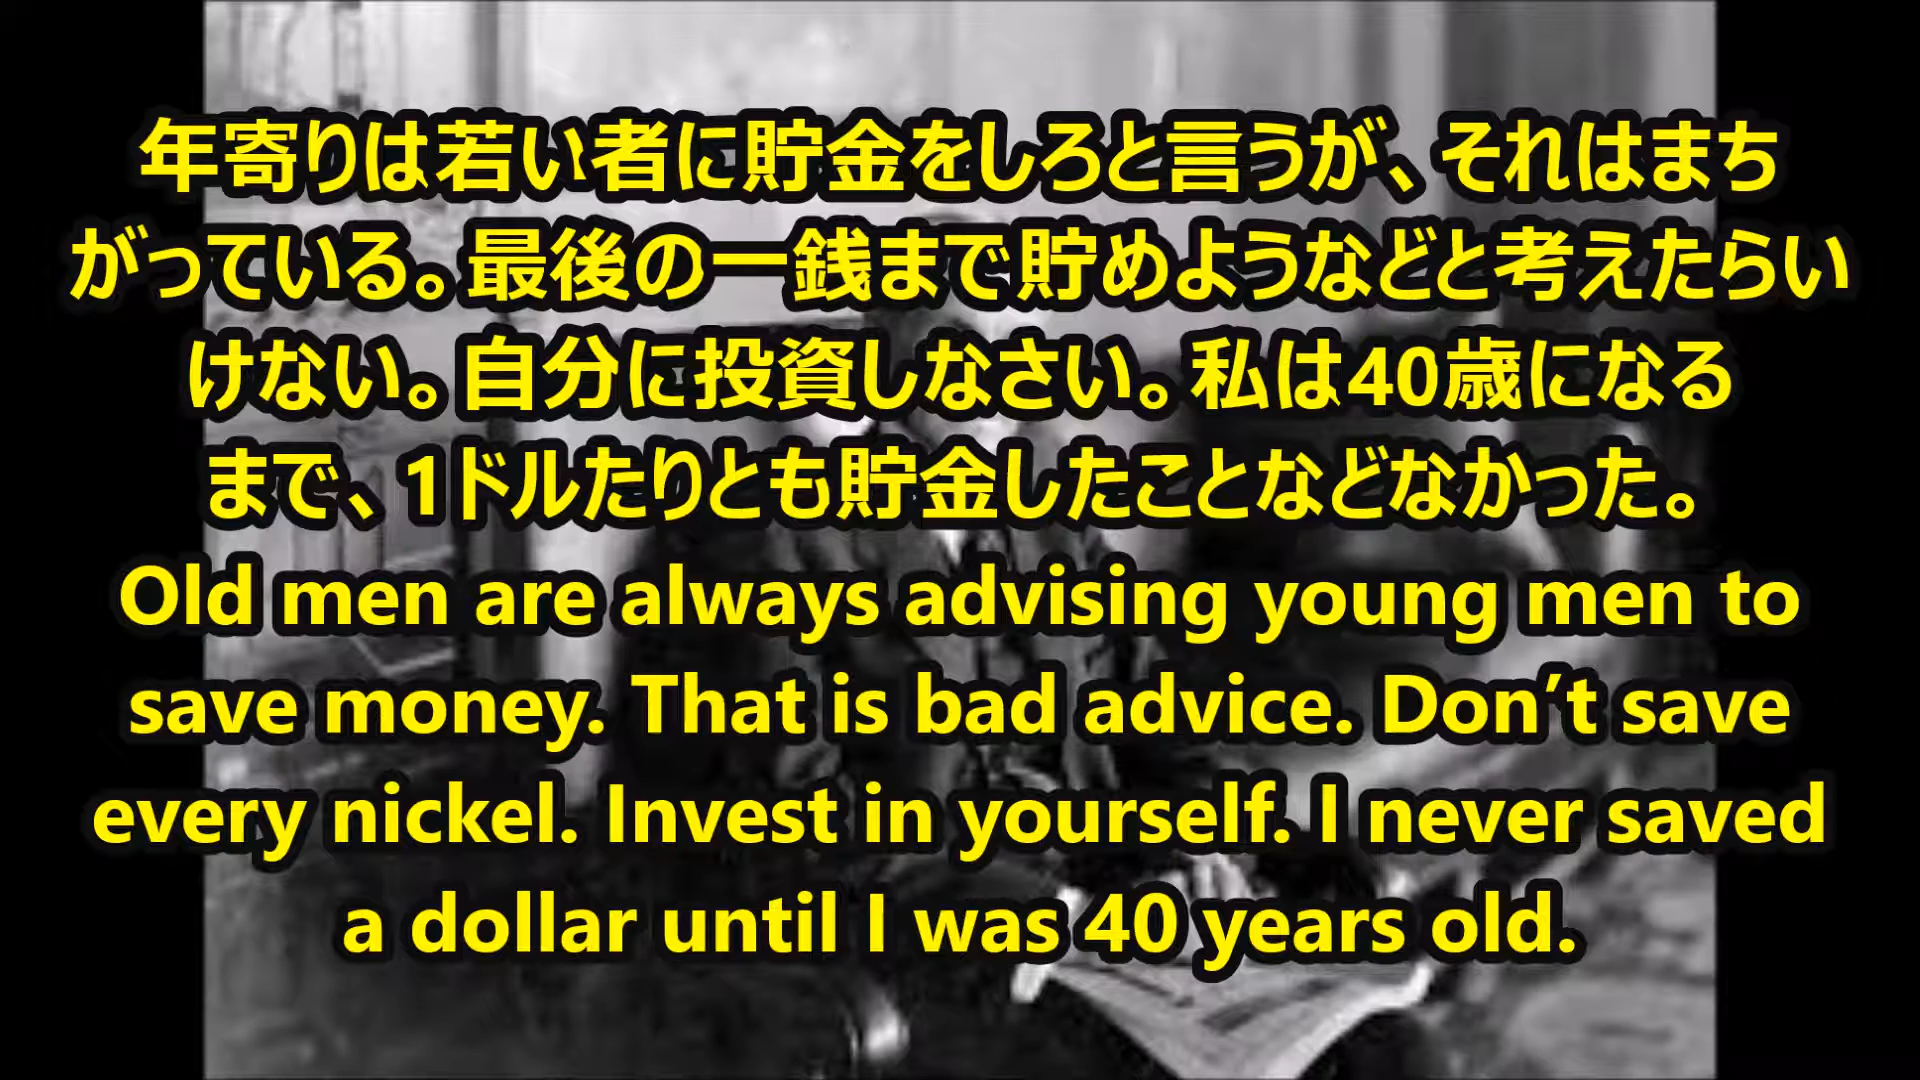 年寄りは若い者に貯金をしろと言うが、それはまち
がっている。最後の一銭まで貯めようなどと考えたらい
けない。自分に投資しなさい。私は40歳になる
まで、1ドルたりとも貯金したことなどなかった。
Old men are always advising young men to
save money. That is bad advice. Don’t save
every nickel. Invest in yourself. I never saved
a dollar until I was 40 years old.